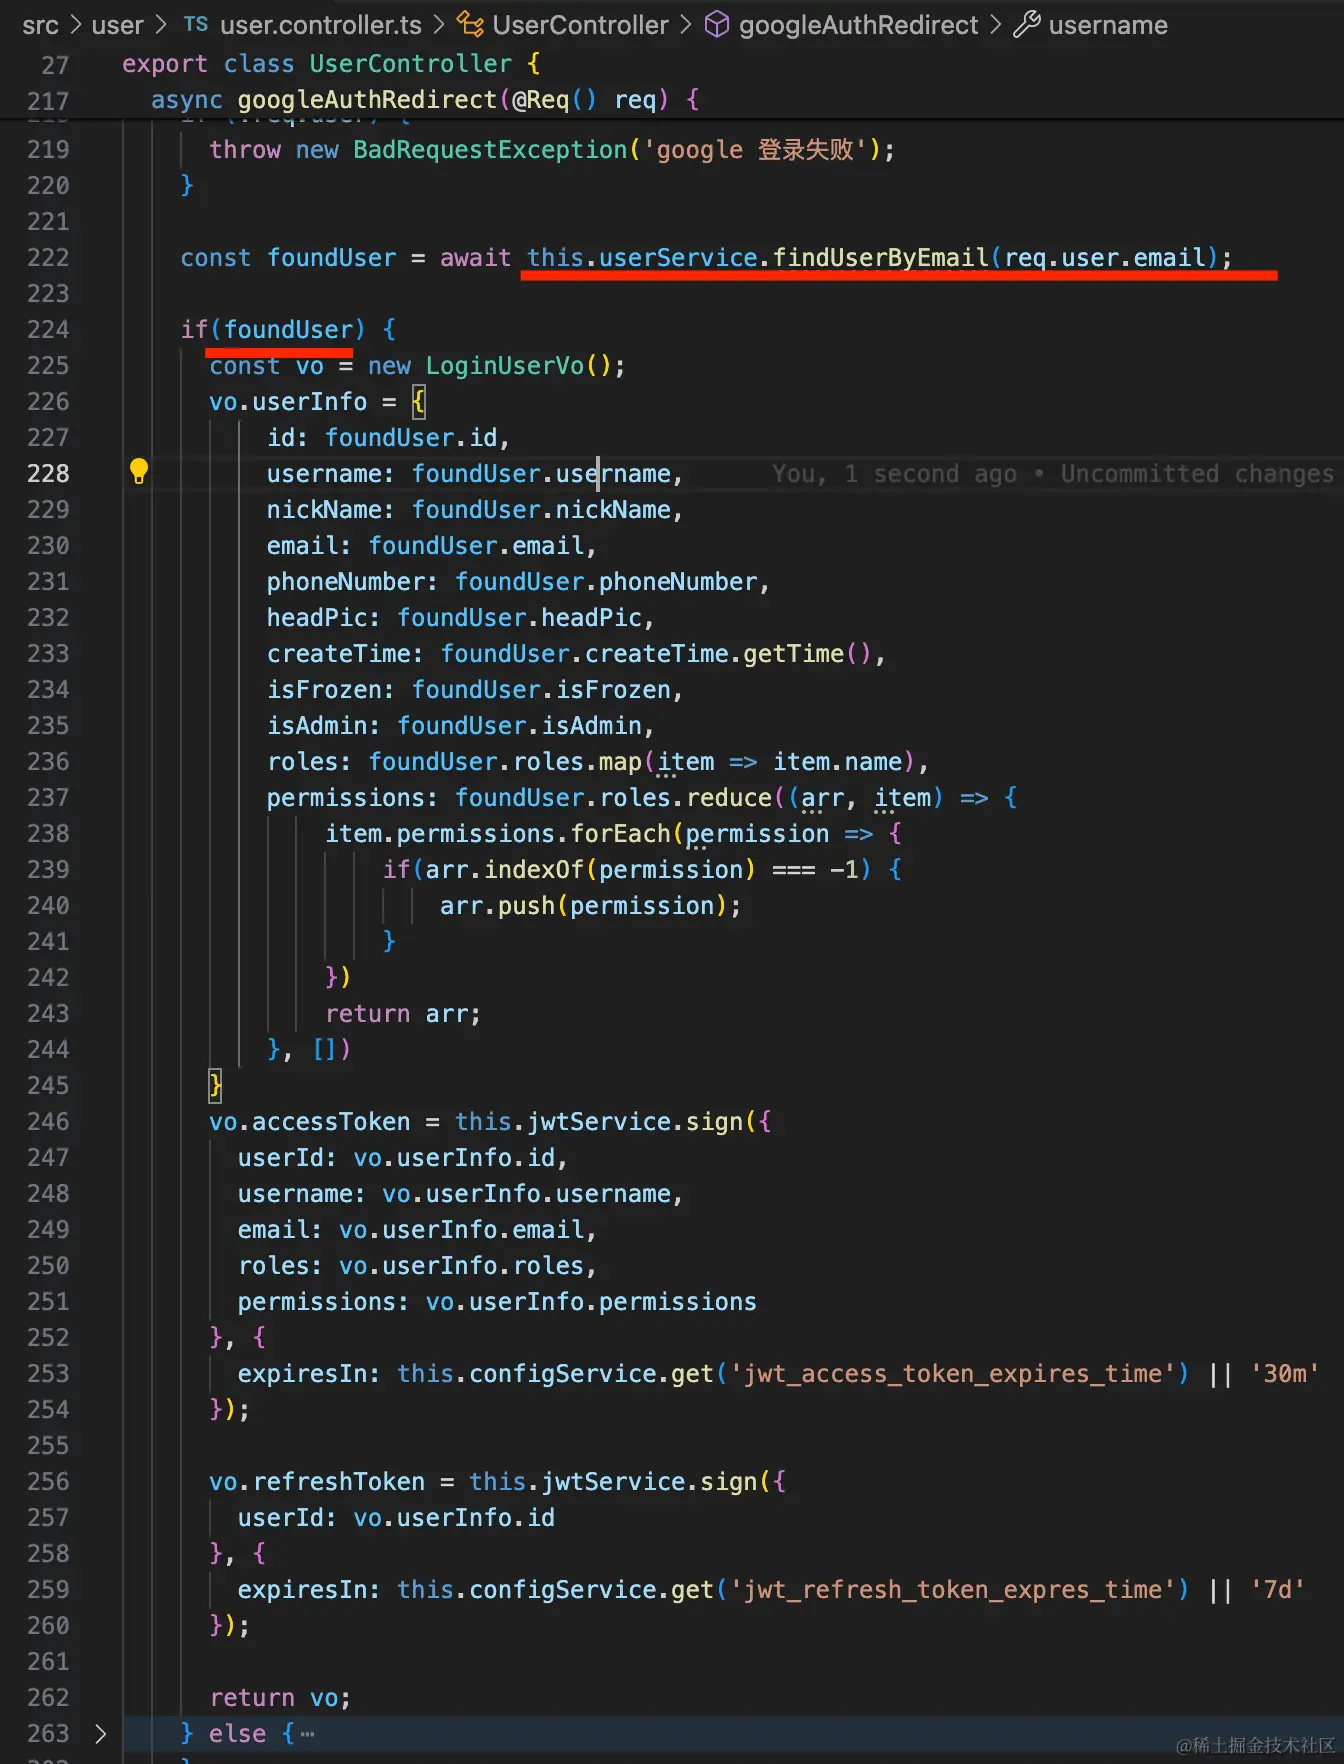 src > user > TS user.controller.ts > UserController > googleAuthRedirect > username
27 export class UserController {
217 async googleAuthRedirect(@Req() req) {
219 throw new BadRequestException('google 登录失败');
220 }
221
222 const foundUser = await this.userService.findUserByEmail(req.user.email);
223
224 if(foundUser) {
225 const vo = new LoginUserVo();
226 vo.userInfo = {
227 id: foundUser.id,
228 username: foundUser.username, You, 1 second ago • Uncommitted changes
229 nickName: foundUser.nickName,
230 email: foundUser.email,
231 phoneNumber: foundUser.phoneNumber,
232 headPic: foundUser.headPic,
233 createTime: foundUser.createTime.getTime(),
234 isFrozen: foundUser.isFrozen,
235 isAdmin: foundUser.isAdmin,
236 roles: foundUser.roles.map(item => item.name),
237 permissions: foundUser.roles.reduce((arr, item) => {
238 item.permissions.forEach(permission => {
239 if(arr.indexOf(permission) === -1) {
240 arr.push(permission);
241 }
242 })
243 return arr;
244 }, [])
245 }
246 vo.accessToken = this.jwtService.sign({
247 userId: vo.userInfo.id,
248 username: vo.userInfo.username,
249 email: vo.userInfo.email,
250 roles: vo.userInfo.roles,
251 permissions: vo.userInfo.permissions
252 }, {
253 expiresIn: this.configService.get('jwt_access_token_expires_time') || '30m'
254 });
255
256 vo.refreshToken = this.jwtService.sign({
257 userId: vo.userInfo.id
258 }, {
259 expiresIn: this.configService.get('jwt_refresh_token_expres_time') || '7d'
260 });
261
262 return vo;
263 > } else {⋯
@稀土掘金技术社区